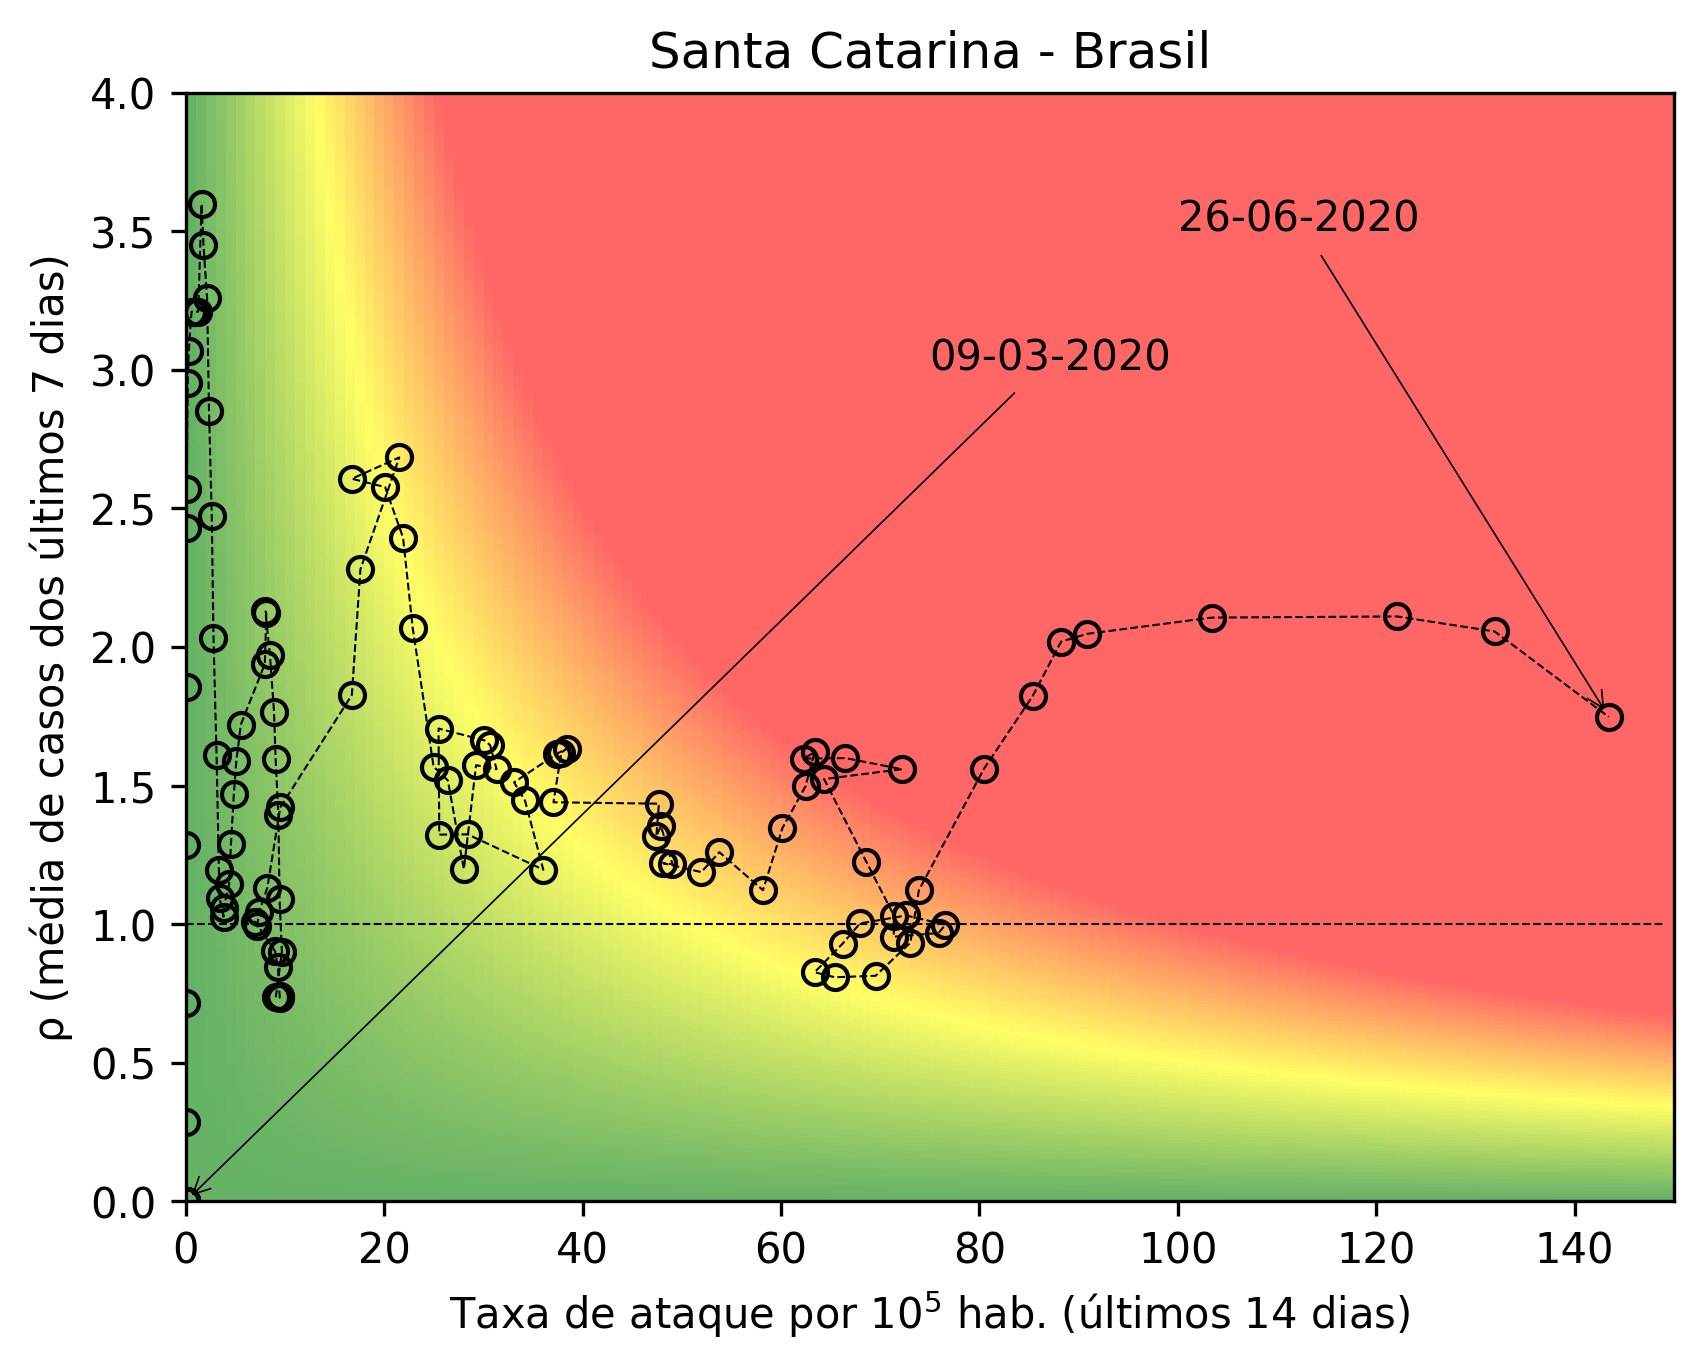 Santa Catarina - Brasil
4.0
3.5
3.0
2.5
2.0
1.5
1.0
0.5
0.0
ρ (média de casos dos últimos 7 dias)
26-06-2020
09-03-2020
0 20 40 60 80 100 120 140
Taxa de ataque por 10⁵ hab. (últimos 14 dias)